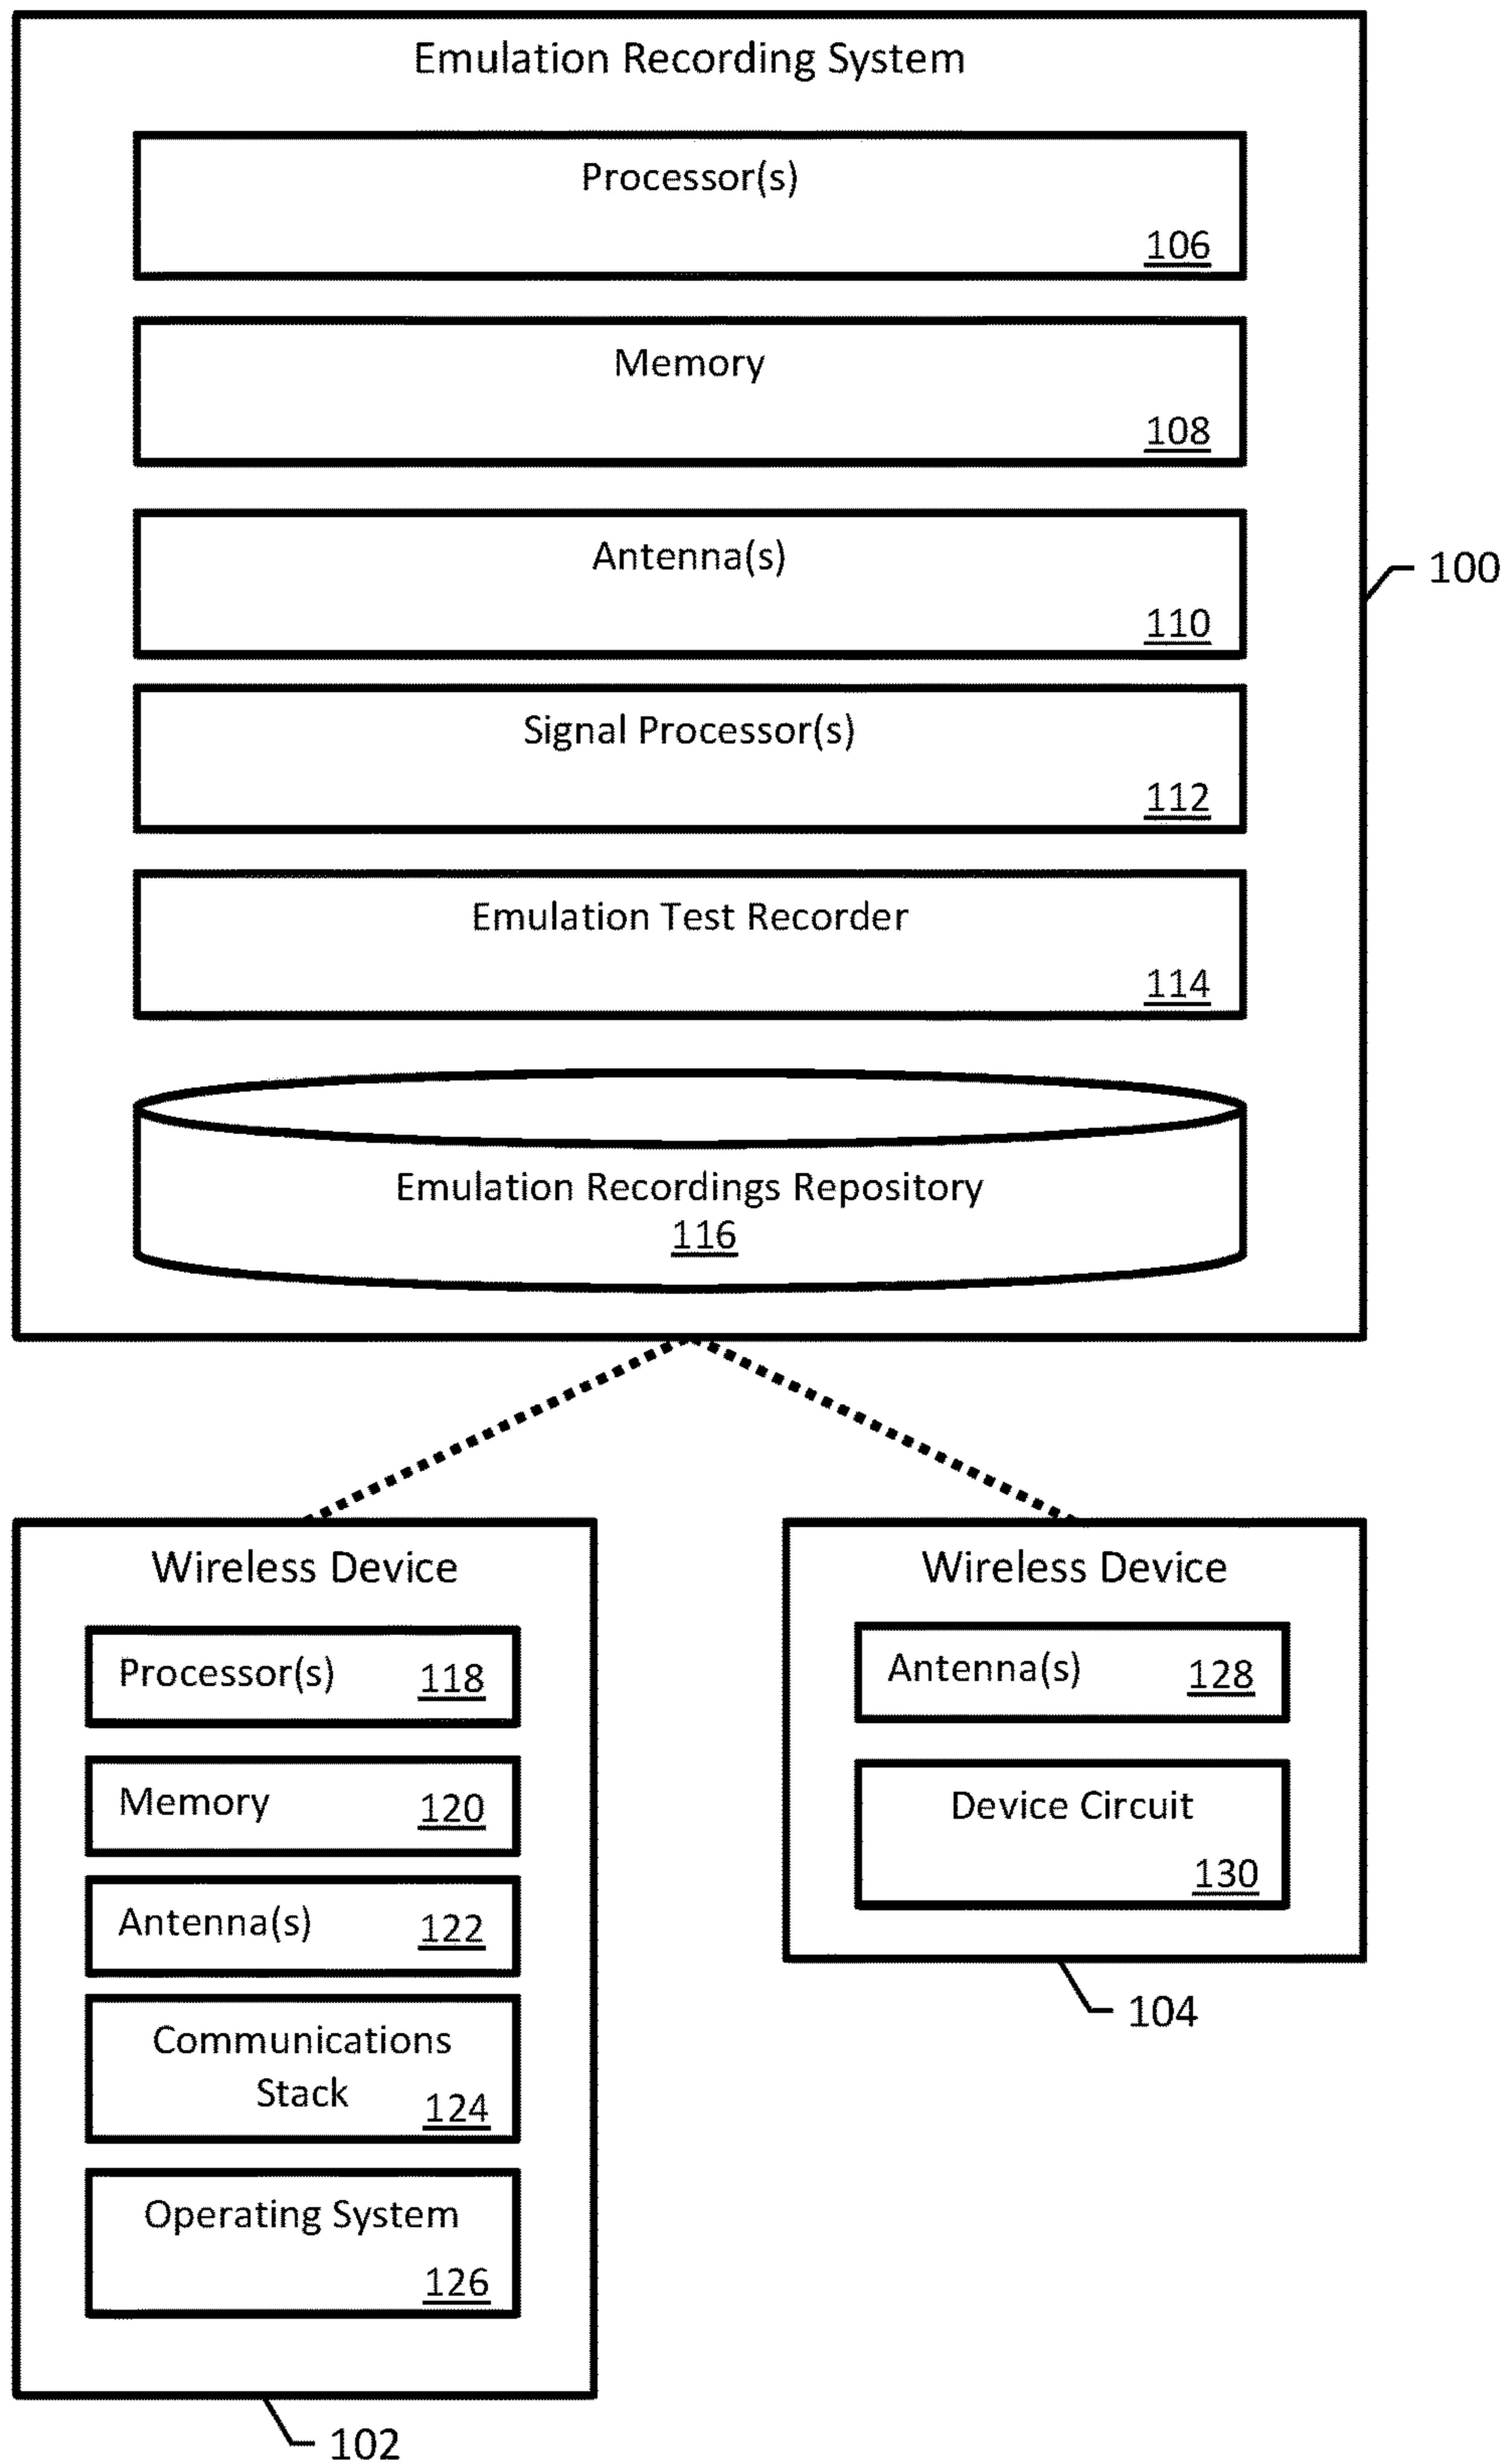 Emulation Recording System
Processor(s)
106
Memory
108
Antenna(s)
110
100
Signal Processor(s)
112
Emulation Test Recorder
114
Emulation Recordings Repository
116
Wireless Device
Processor(s) 118
Memory 120
Antenna(s) 122
Communications
Stack 124
Operating System
126
102
Wireless Device
Antenna(s) 128
Device Circuit
130
104